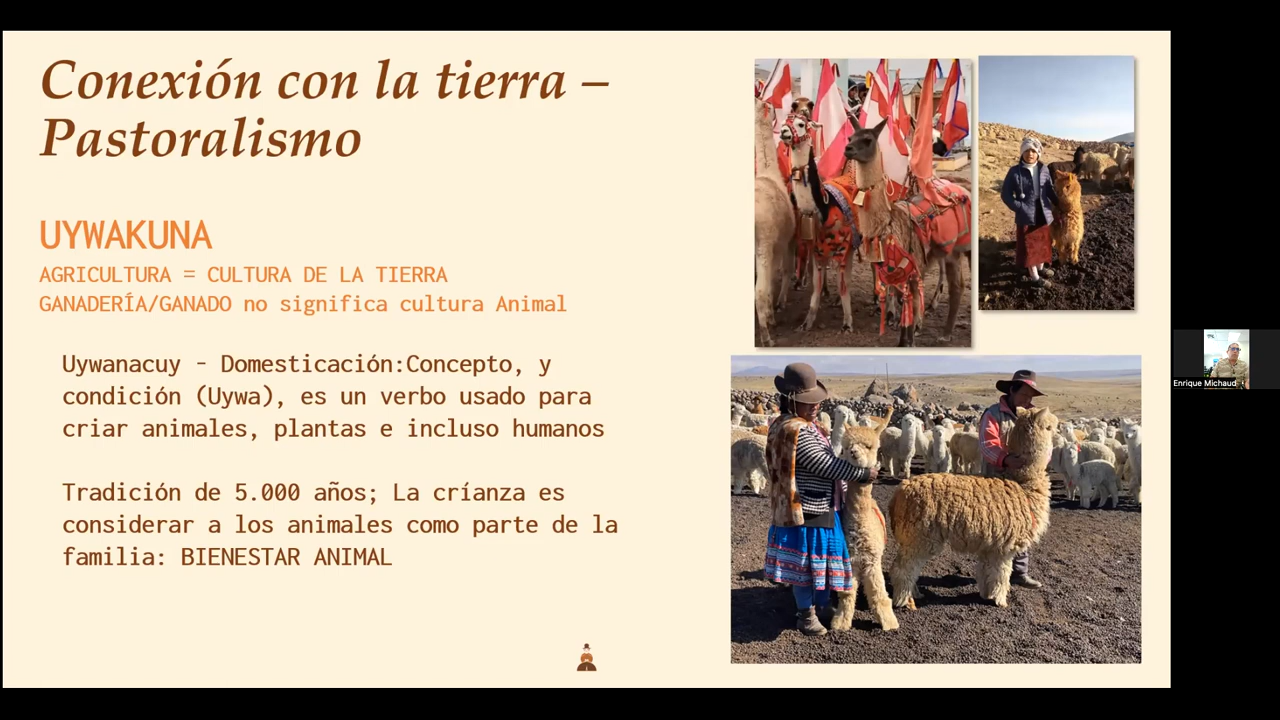 Conexión con la tierra –
Pastoralismo
UYWAKUNA
AGRICULTURA = CULTURA DE LA TIERRA
GANADERÍA/GANADO no significa cultura Animal
Uywanacuy - Domesticación:Concepto, y
condición (Uywa), es un verbo usado para
criar animales, plantas e incluso humanos
Tradición de 5.000 años; La críanza es
considerar a los animales como parte de la
familia: BIENESTAR ANIMAL
Enrique Michaud